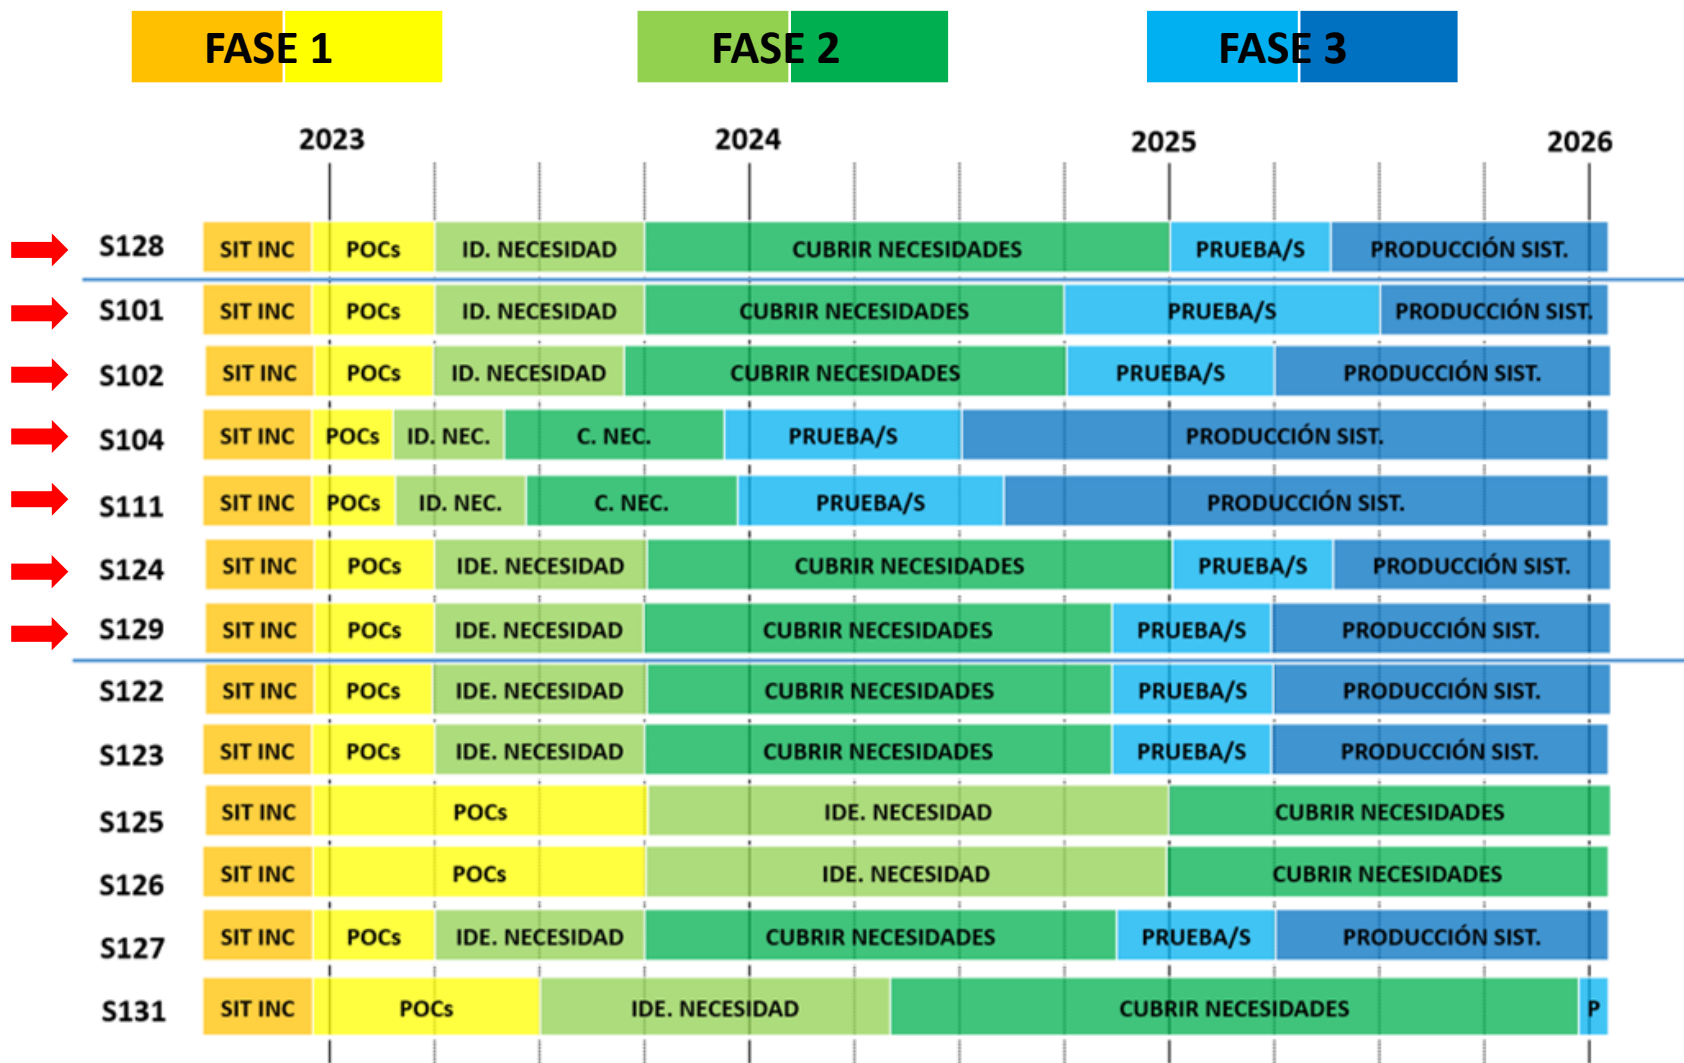 FASE 1 FASE 2 FASE 3
2023 2024 2025 2026
S128 SIT INC POCs ID. NECESIDAD CUBRIR NECESIDADES PRUEBA/S PRODUCCIÓN SIST.
S101 SIT INC POCs ID. NECESIDAD CUBRIR NECESIDADES PRUEBA/S PRODUCCIÓN SIST.
S102 SIT INC POCs ID. NECESIDAD CUBRIR NECESIDADES PRUEBA/S PRODUCCIÓN SIST.
S104 SIT INC POCs ID. NEC. C. NEC. PRUEBA/S PRODUCCIÓN SIST.
S111 SIT INC POCs ID. NEC. C. NEC. PRUEBA/S PRODUCCIÓN SIST.
S124 SIT INC POCs IDE. NECESIDAD CUBRIR NECESIDADES PRUEBA/S PRODUCCIÓN SIST.
S129 SIT INC POCs IDE. NECESIDAD CUBRIR NECESIDADES PRUEBA/S PRODUCCIÓN SIST.
S122 SIT INC POCs IDE. NECESIDAD CUBRIR NECESIDADES PRUEBA/S PRODUCCIÓN SIST.
S123 SIT INC POCs IDE. NECESIDAD CUBRIR NECESIDADES PRUEBA/S PRODUCCIÓN SIST.
S125 SIT INC POCs IDE. NECESIDAD CUBRIR NECESIDADES
S126 SIT INC POCs IDE. NECESIDAD CUBRIR NECESIDADES
S127 SIT INC POCs IDE. NECESIDAD CUBRIR NECESIDADES PRUEBA/S PRODUCCIÓN SIST.
S131 SIT INC POCs IDE. NECESIDAD CUBRIR NECESIDADES P